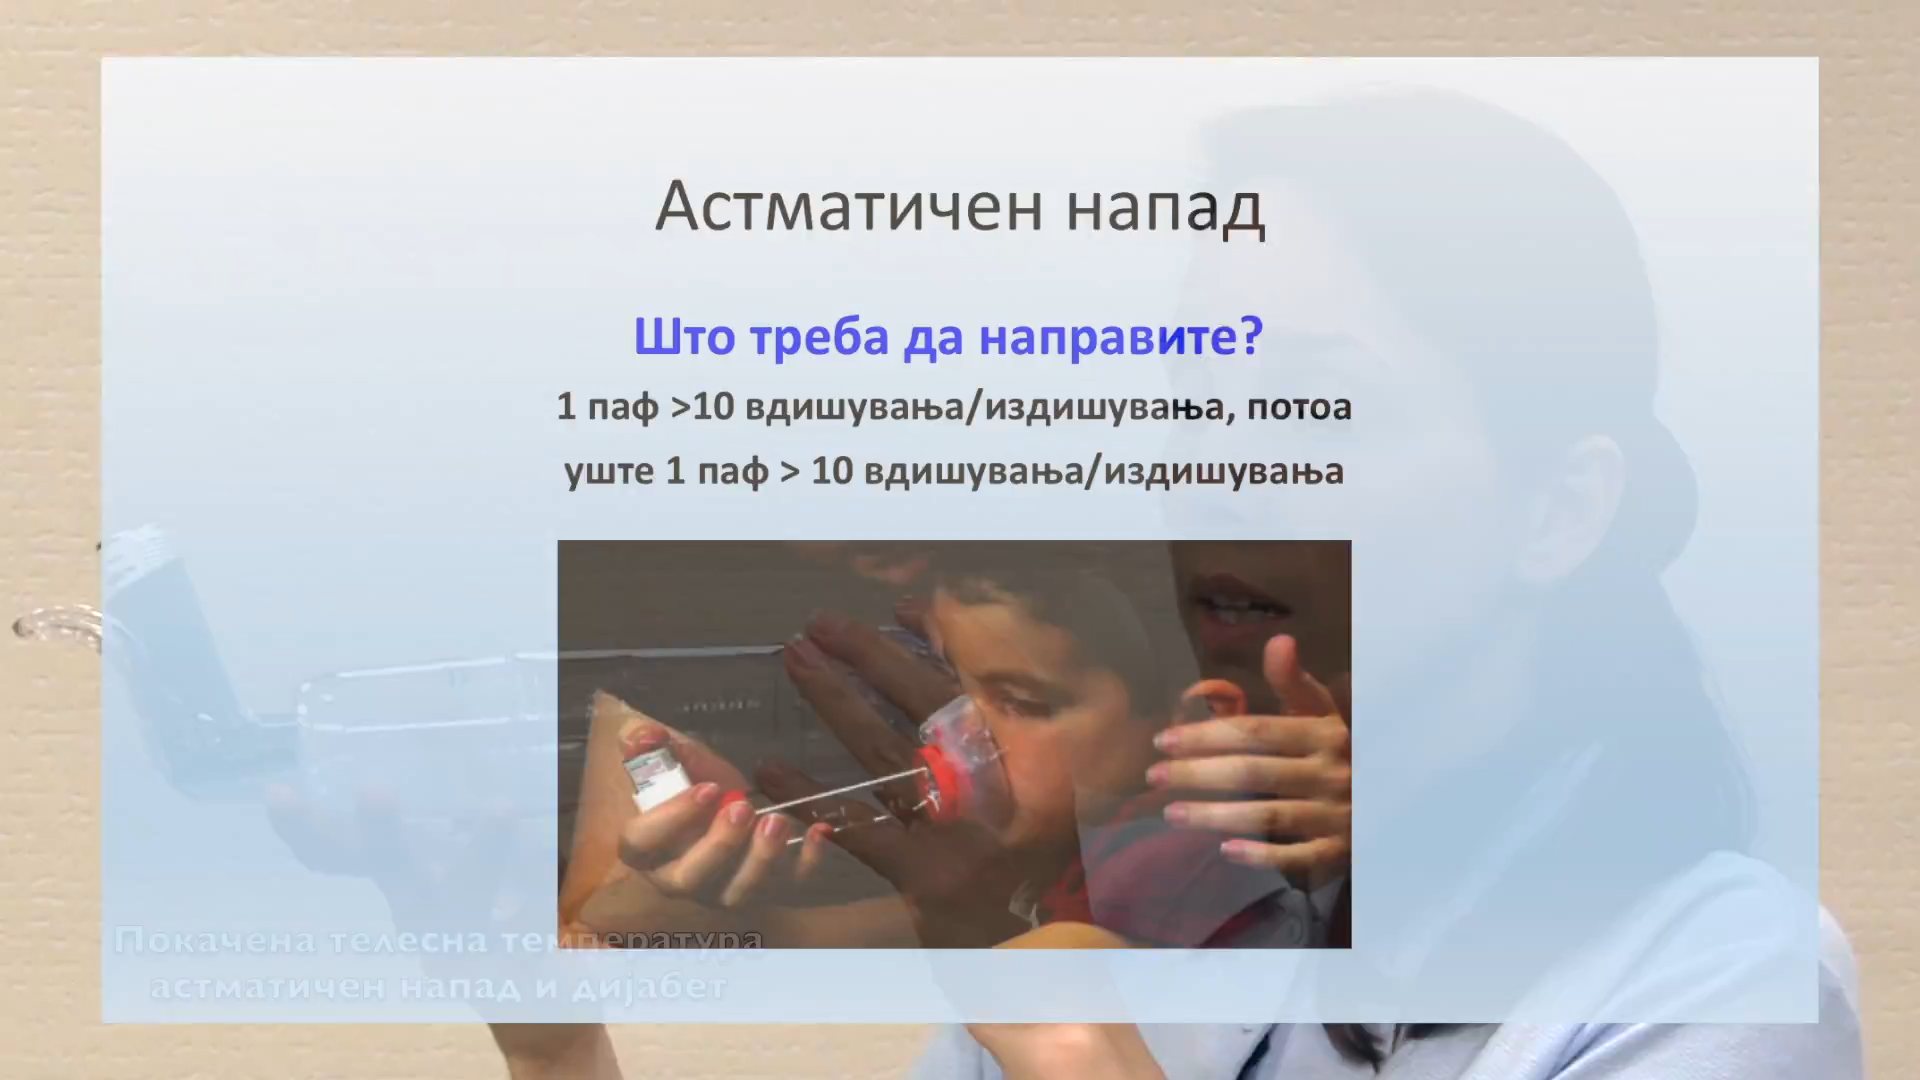 Астматичен напад
Што треба да направите?
1 паф >10 вдишувања/издишувања, потоа
уште 1 паф > 10 вдишувања/издишувања
Покачена телесна температура
астматичен напад и дијабет